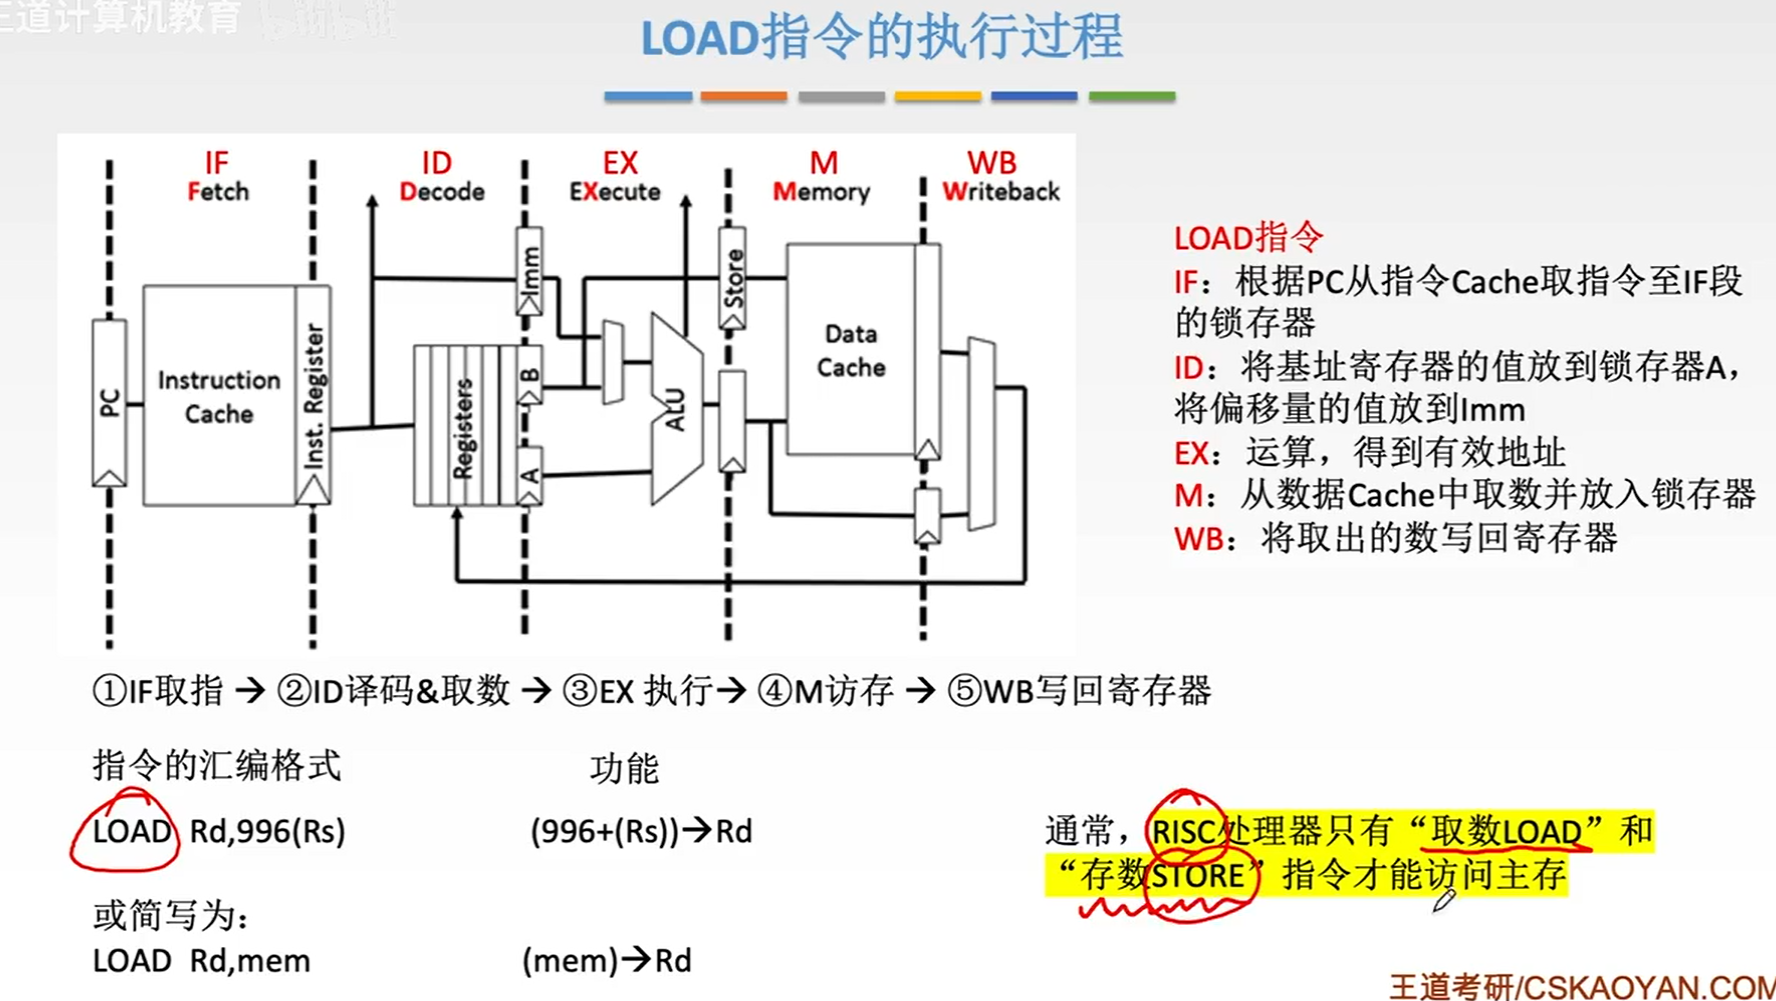 王道计算机教育 bilibili
LOAD指令的执行过程
IF
ID
EX
M
WB
Fetch
Decode
EXecute
Memory
Writeback
PC
Instruction
Cache
Inst. Register
Registers
Imm
B
A
ALU
Store
Data
Cache
LOAD指令
IF：根据PC从指令Cache取指令至IF段
的锁存器
ID：将基址寄存器的值放到锁存器A，
将偏移量的值放到Imm
EX：运算，得到有效地址
M：从数据Cache中取数并放入锁存器
WB：将取出的数写回寄存器
①IF取指→②ID译码&取数→③EX 执行→④M访存→⑤WB写回寄存器
指令的汇编格式 功能
LOAD Rd,996(Rs) (996+(Rs))→Rd
或简写为：
LOAD Rd,mem (mem)→Rd
通常，RISC处理器只有“取数LOAD”和
“存数STORE”指令才能访问主存
王道考研/CSKAOYAN.COM